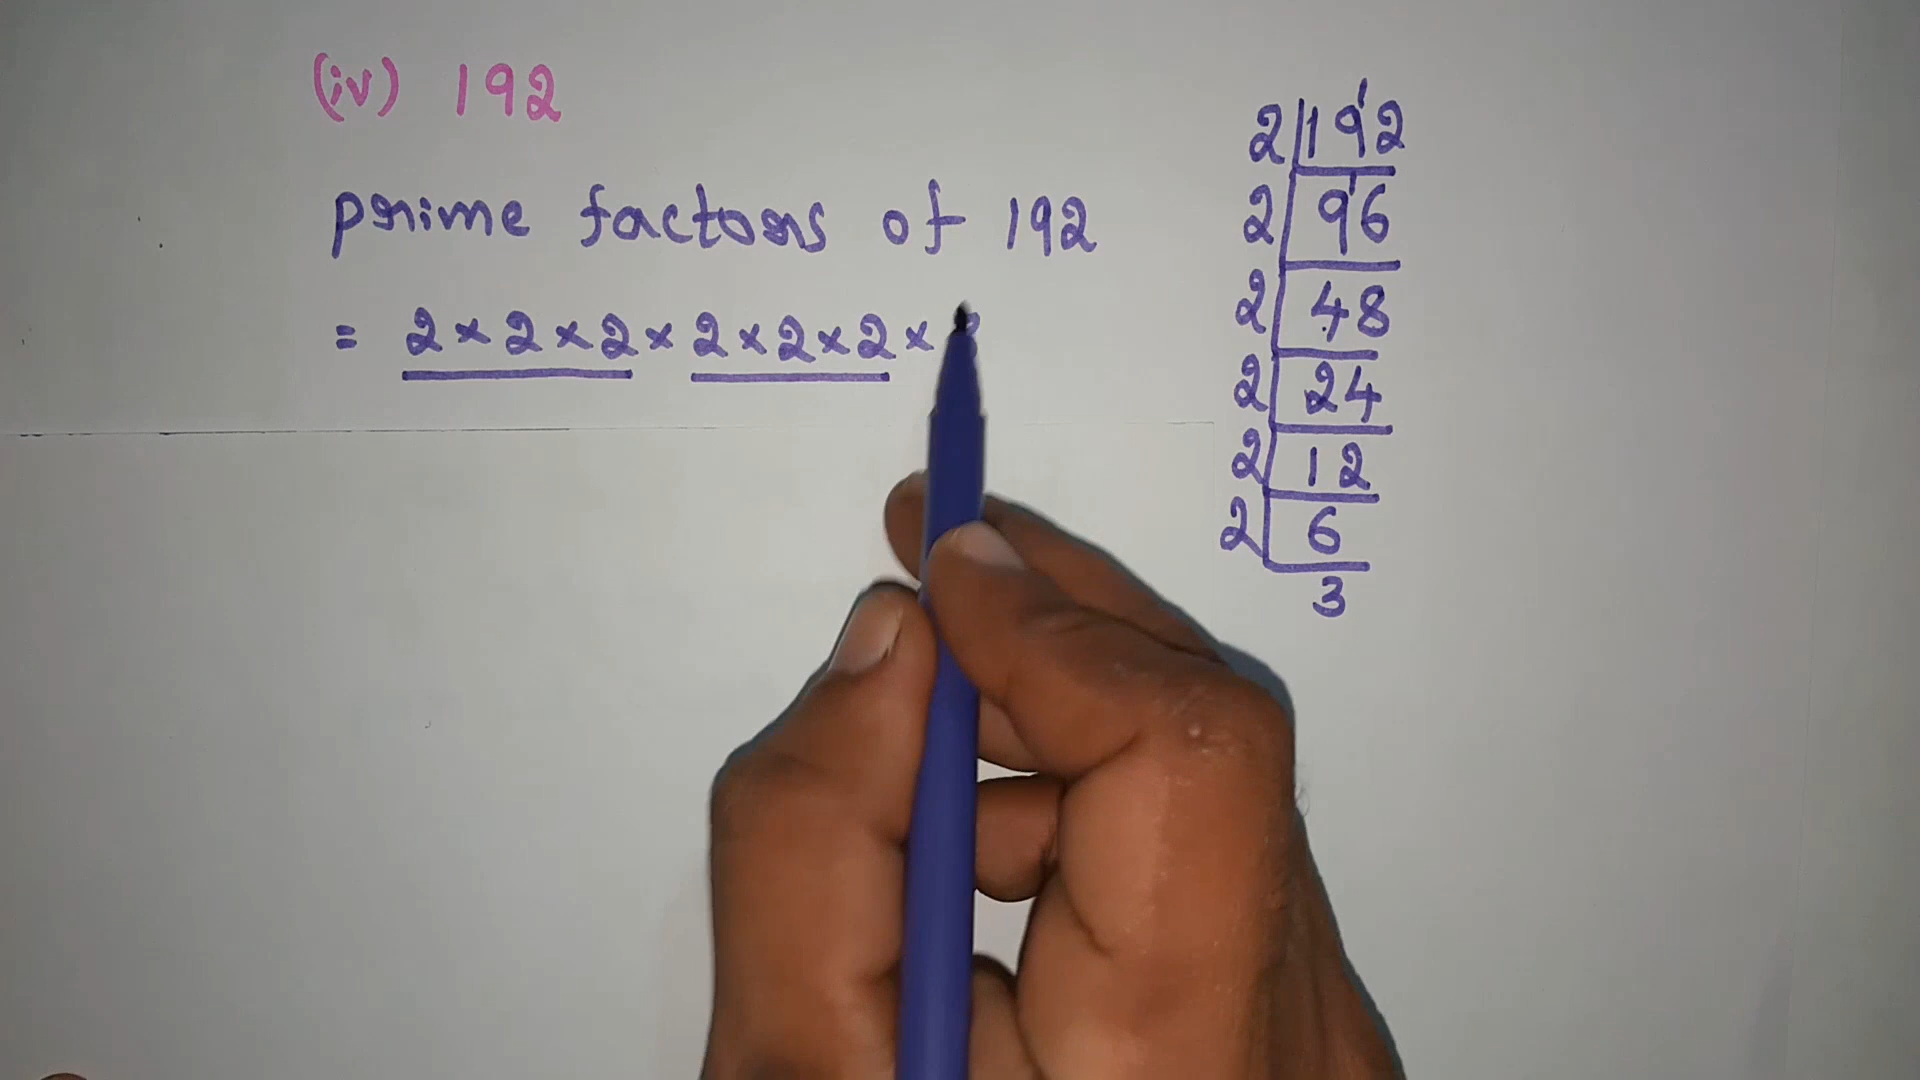 (iv) 192
prime factors of 192
= 2 × 2 × 2 × 2 × 2 × 2 ×
2 192
2 96
2 48
2 24
2 12
2 6
3